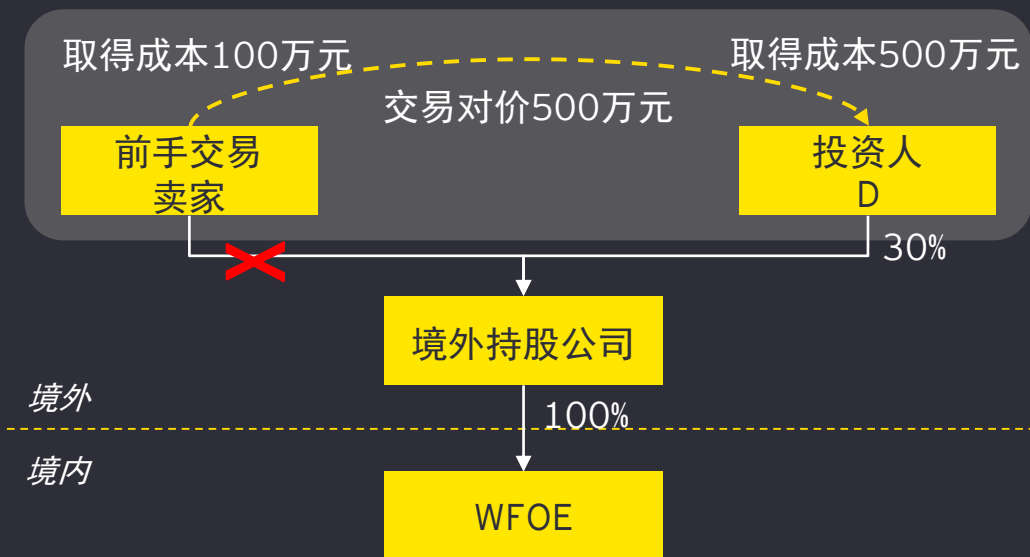 取得成本100万元
取得成本500万元
交易对价500万元
前手交易
卖家
投资人
D
30%
境外持股公司
境外
100%
境内
WFOE